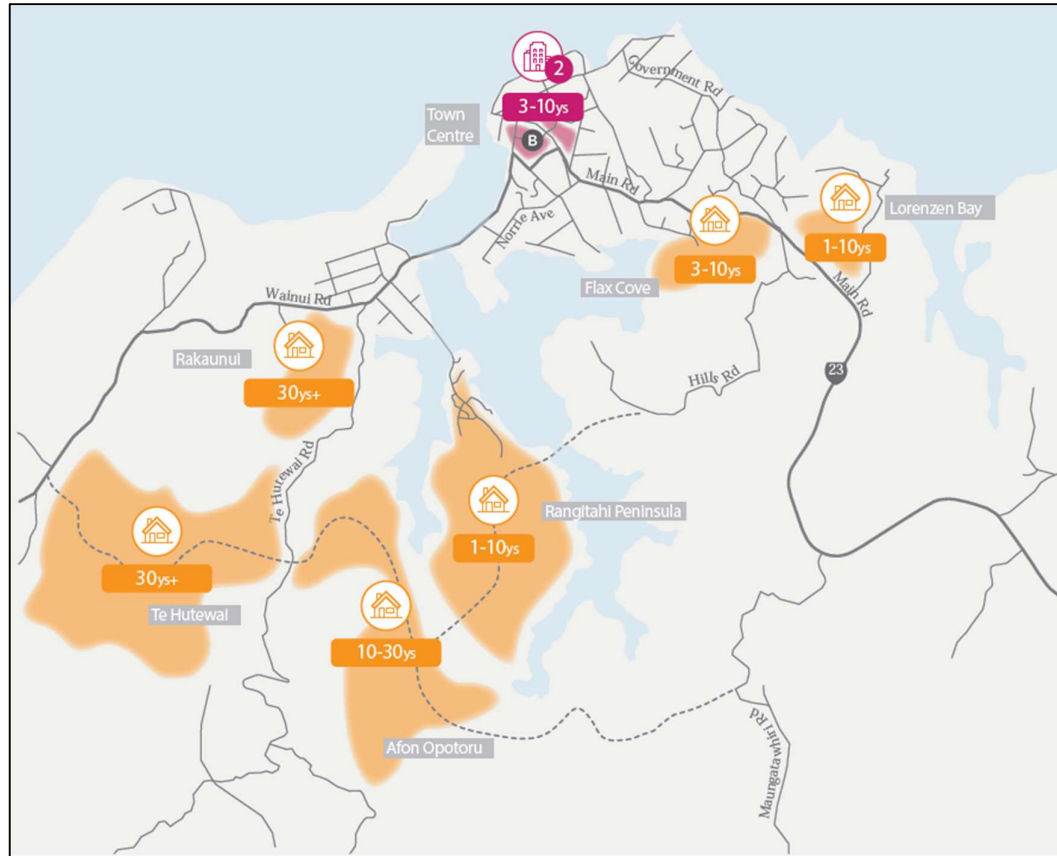 2
3-10ys
Government Rd
Town
Centre
B
Main Rd
Norrie Ave
Lorenzen Bay
1-10ys
3-10ys
Flax Cove
Main Rd
Wainui Rd
Rakaunui
30ys+
Hills Rd
23
Te Hutewai Rd
Rangitahi Peninsula
1-10ys
30ys+
Te Hutewai
10-30ys
Afon Opotoru
Maungatawhiri Rd